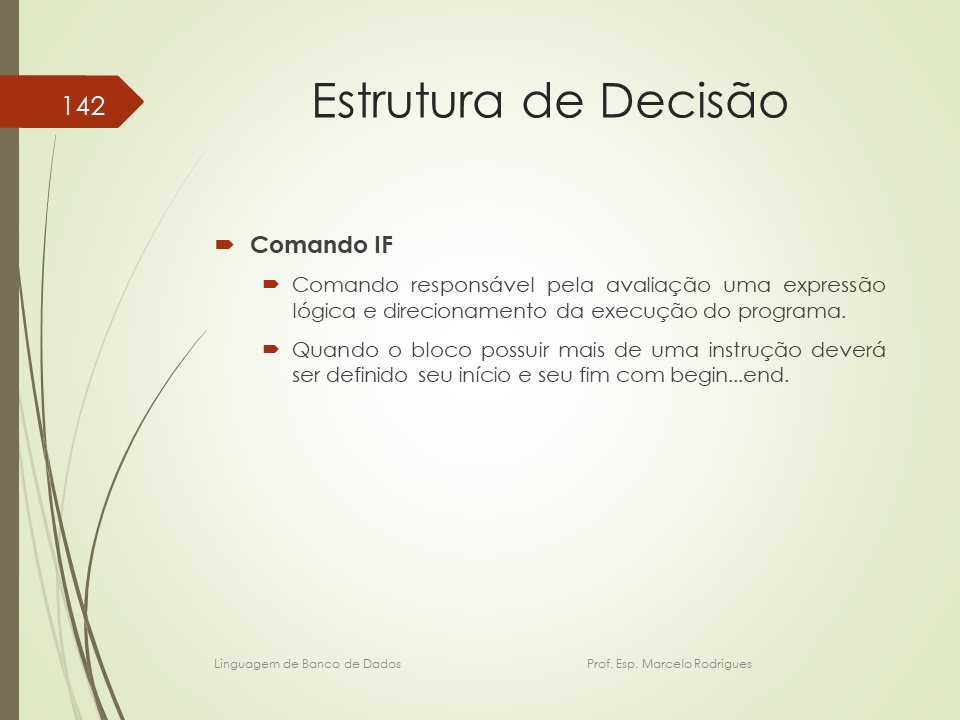 142
Estrutura de Decisão
Comando IF
Comando responsável pela avaliação uma expressão
lógica e direcionamento da execução do programa.
Quando o bloco possuir mais de uma instrução deverá
ser definido seu início e seu fim com begin...end.
Linguagem de Banco de Dados
Prof. Esp. Marcelo Rodrigues